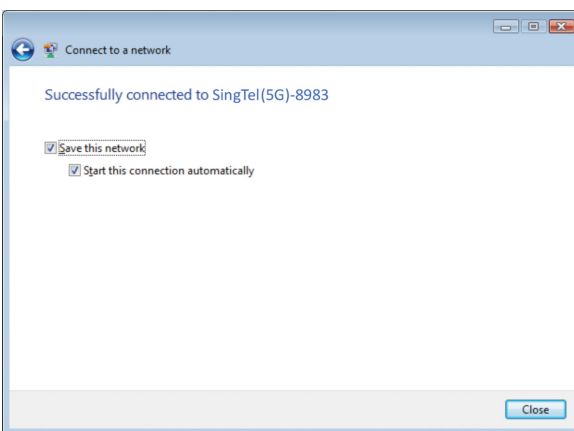 Connect to a network
Successfully connected to SingTel(5G)-8983
Save this network
Start this connection automatically
Close